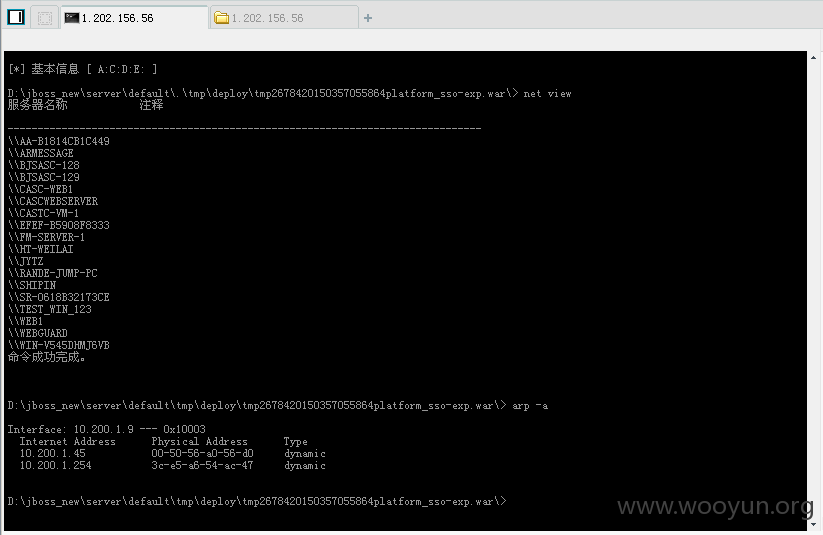 1.202.156.56
1.202.156.56
+
[*] 基本信息 [ A:C:D:E: ]
D:\jboss_new\server\default\.\tmp\deploy\tmp2678420150357055864platform_sso-exp.war\> net view
服务器名称 注释
-------------------------------------------------------------------------------
\\AA-B1814CB1C449
\\ARMESSAGE
\\BJSASC-128
\\BJSASC-129
\\CASC-WEB1
\\CASCWEBSERVER
\\CASTC-VM-1
\\EFEF-B5908F8333
\\FM-SERVER-1
\\HT-WEILAI
\\JYTZ
\\RANDE-JUMP-PC
\\SHIPIN
\\SR-0618B32173CE
\\TEST_WIN_123
\\WEB1
\\WEBGUARD
\\WIN-V545DHMJ6VB
命令成功完成。
D:\jboss_new\server\default\tmp\deploy\tmp2678420150357055864platform_sso-exp.war\> arp -a
Interface: 10.200.1.9 --- 0x10003
Internet Address Physical Address Type
10.200.1.45 00-50-56-a0-56-d0 dynamic
10.200.1.254 3c-e5-a6-54-ac-47 dynamic
D:\jboss_new\server\default\tmp\deploy\tmp2678420150357055864platform_sso-exp.war\>
www.wooyun.org